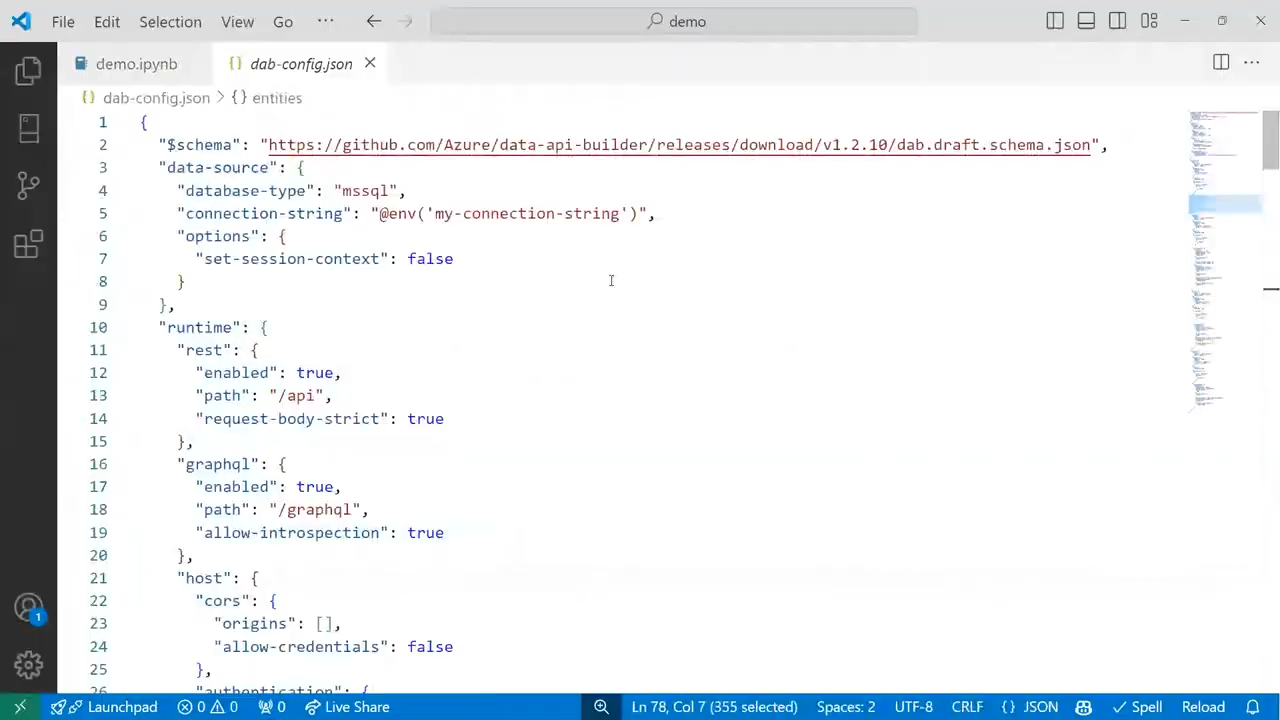 File Edit Selection View Go ··· demo
demo.ipynb dab-config.json
dab-config.json > {} entities
1 {
2 "$schema": "https://github.com/Azure/data-api-builder/releases/download/v1.2.10/dab.draft.schema.json",
3 "data-source": {
4 "database-type": "mssql",
5 "connection-string": "@env('my-connection-string')",
6 "options": {
7 "set-session-context": false
8 }
9 },
10 "runtime": {
11 "rest": {
12 "enabled": true,
13 "path": "/api",
14 "request-body-strict": true
15 },
16 "graphql": {
17 "enabled": true,
18 "path": "/graphql",
19 "allow-introspection": true
20 },
21 "host": {
22 "cors": {
23 "origins": [],
24 "allow-credentials": false
25 },
26 "authentication": {
Launchpad 0 0 0 Live Share Ln 78, Col 7 (355 selected) Spaces: 2 UTF-8 CRLF {} JSON Spell Reload
1